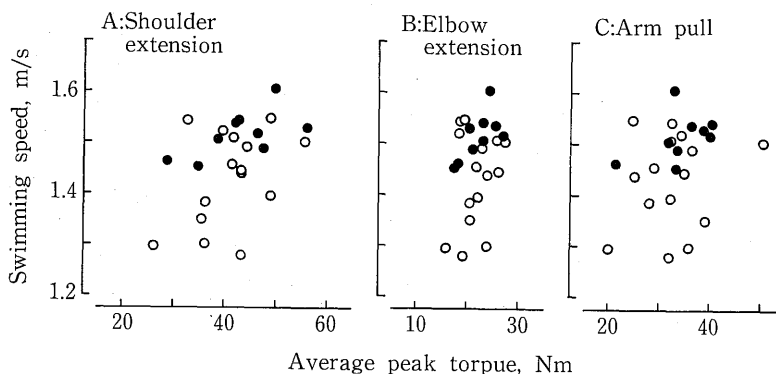 A:Shoulder
extension
B:Elbow
extension
C:Arm pull
Swimming speed, m/s
1.6
1.4
1.2
20 40 60
10 20 30
20 40
Average peak torpue, Nm